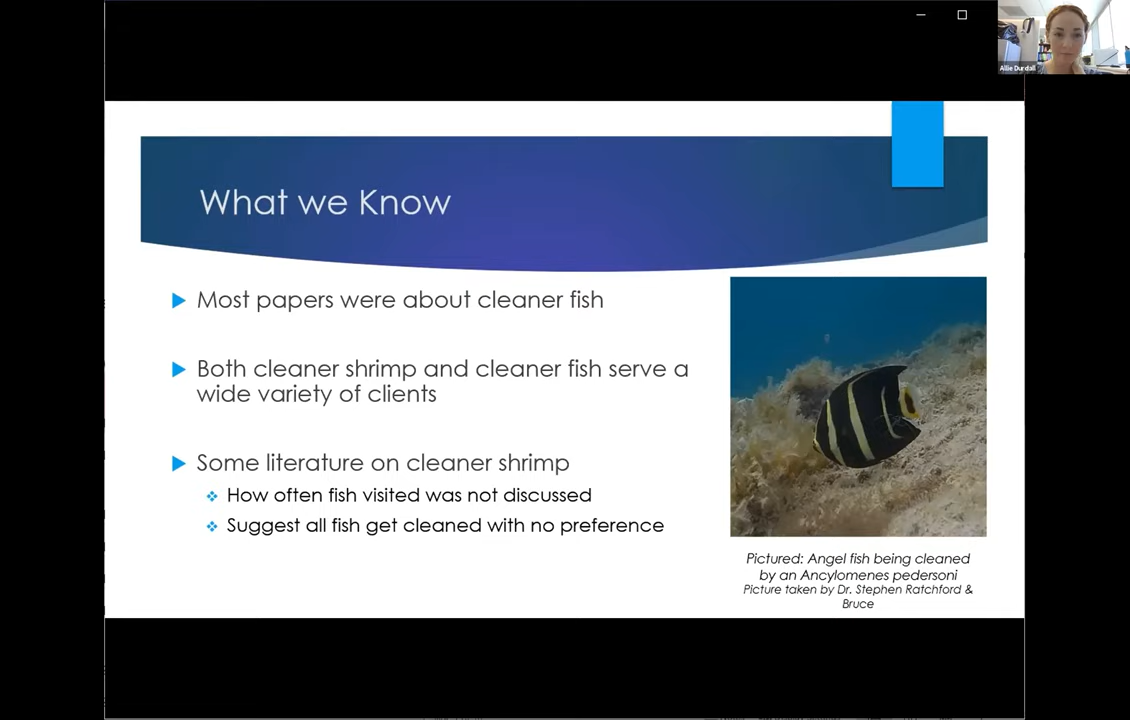 Allie Durdall
What we Know
Most papers were about cleaner fish
Both cleaner shrimp and cleaner fish serve a
wide variety of clients
Some literature on cleaner shrimp
How often fish visited was not discussed
Suggest all fish get cleaned with no preference
Pictured: Angel fish being cleaned
by an Ancylomenes pedersoni
Picture taken by Dr. Stephen Ratchford &
Bruce